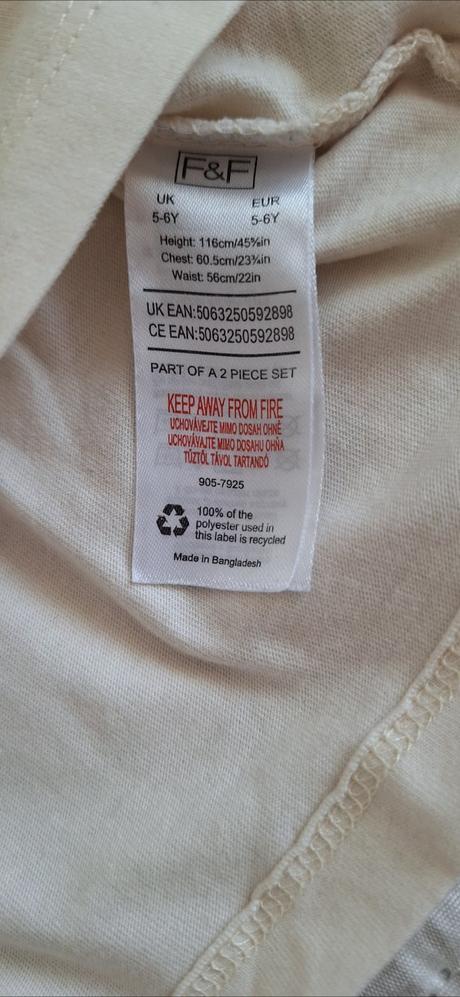 F&F
UK EUR
5-6Y 5-6Y
Height: 116cm/45⅝in
Chest: 60.5cm/23¾in
Waist: 56cm/22in
UK EAN:5063250592898
CE EAN:5063250592898
PART OF A 2 PIECE SET
KEEP AWAY FROM FIRE
UCHOVÁVEJTE MIMO DOSAH OHNĚ
UCHOVÁVAJTE MIMO DOSAHU OHŇA
TŰZTŐL TÁVOL TARTANDÓ
905-7925
100% of the
polyester used in
this label is recycled
Made in Bangladesh